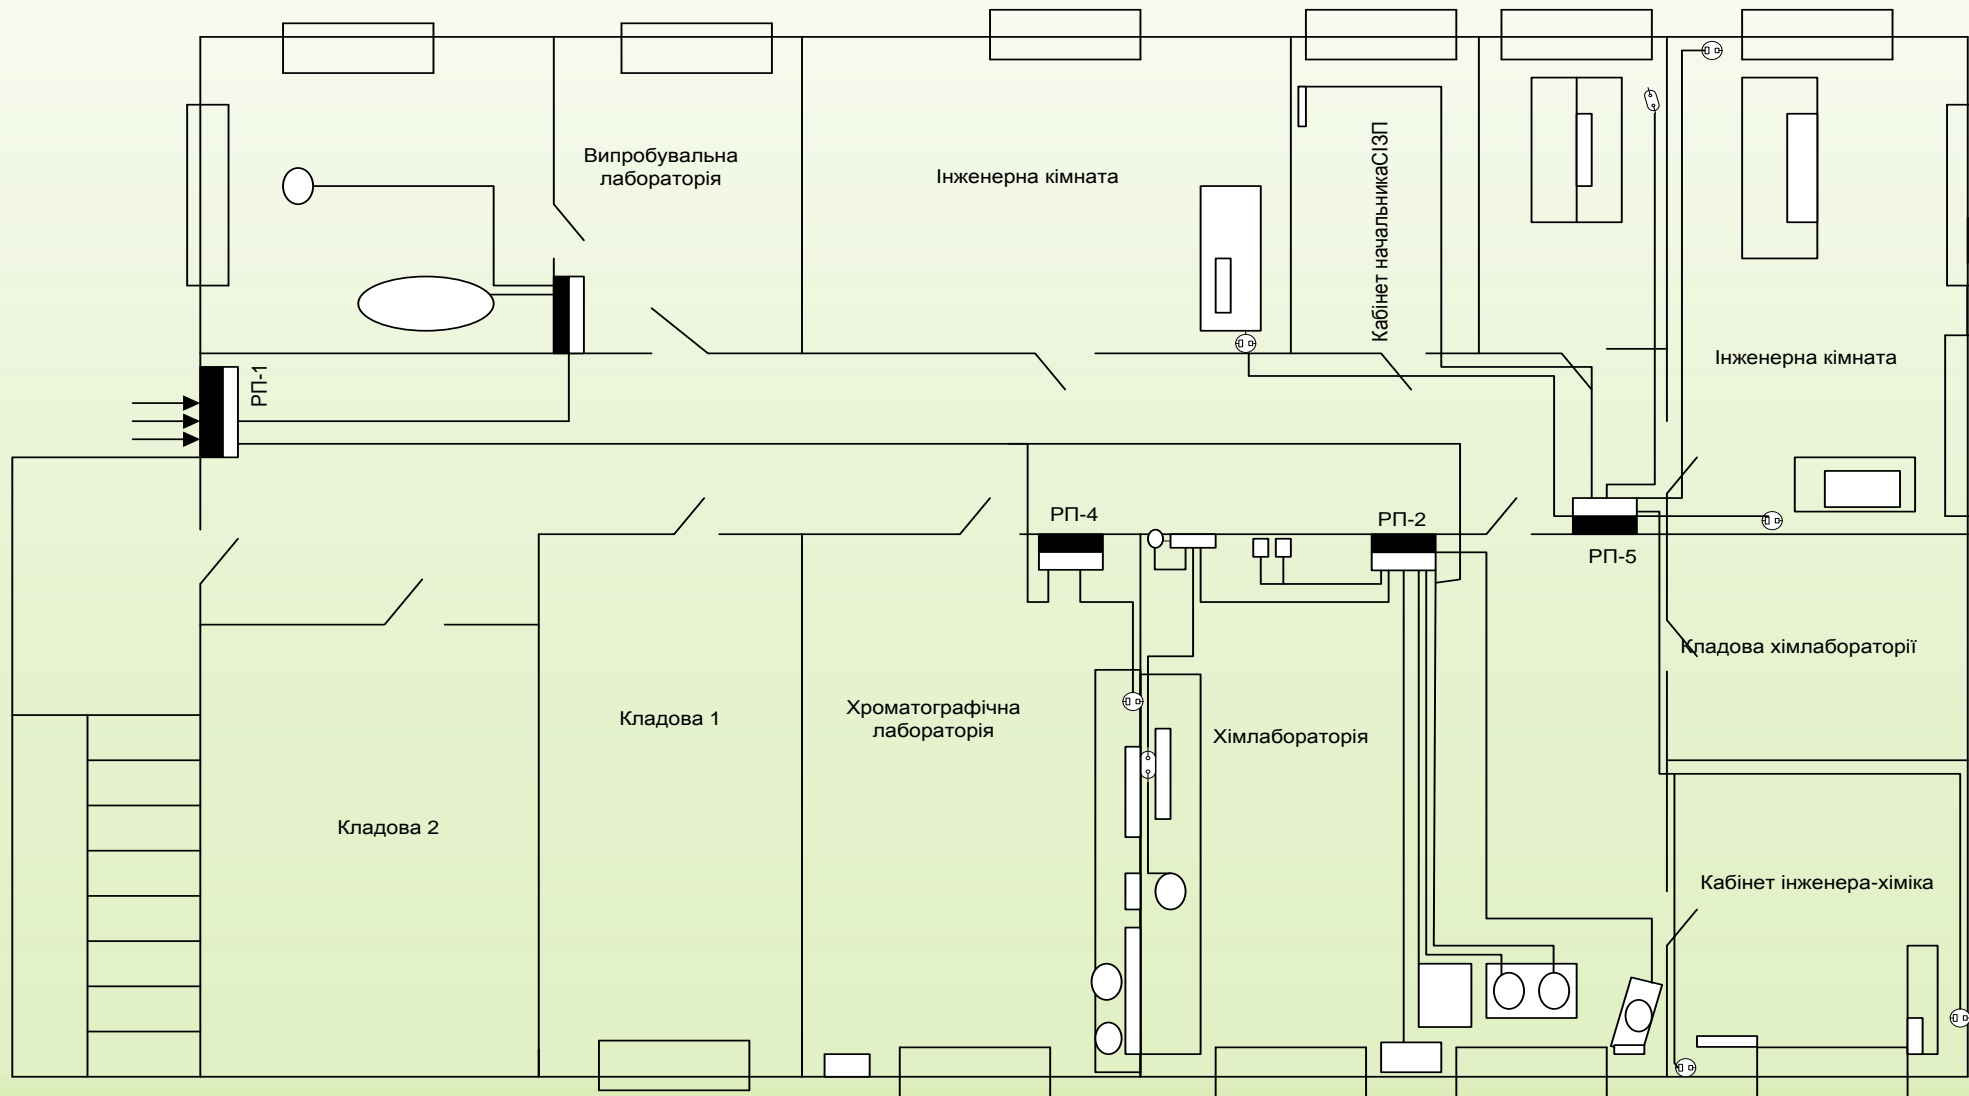 Випробувальна
лабораторія
Інженерна кімната
Кабінет начальникаСІЗП
Інженерна кімната
РП-1
РП-4
РП-2
РП-5
Кладова хімлабораторії
Кладова 1
Хроматографічна
лабораторія
Хімлабораторія
Кладова 2
Кабінет інженера-хіміка